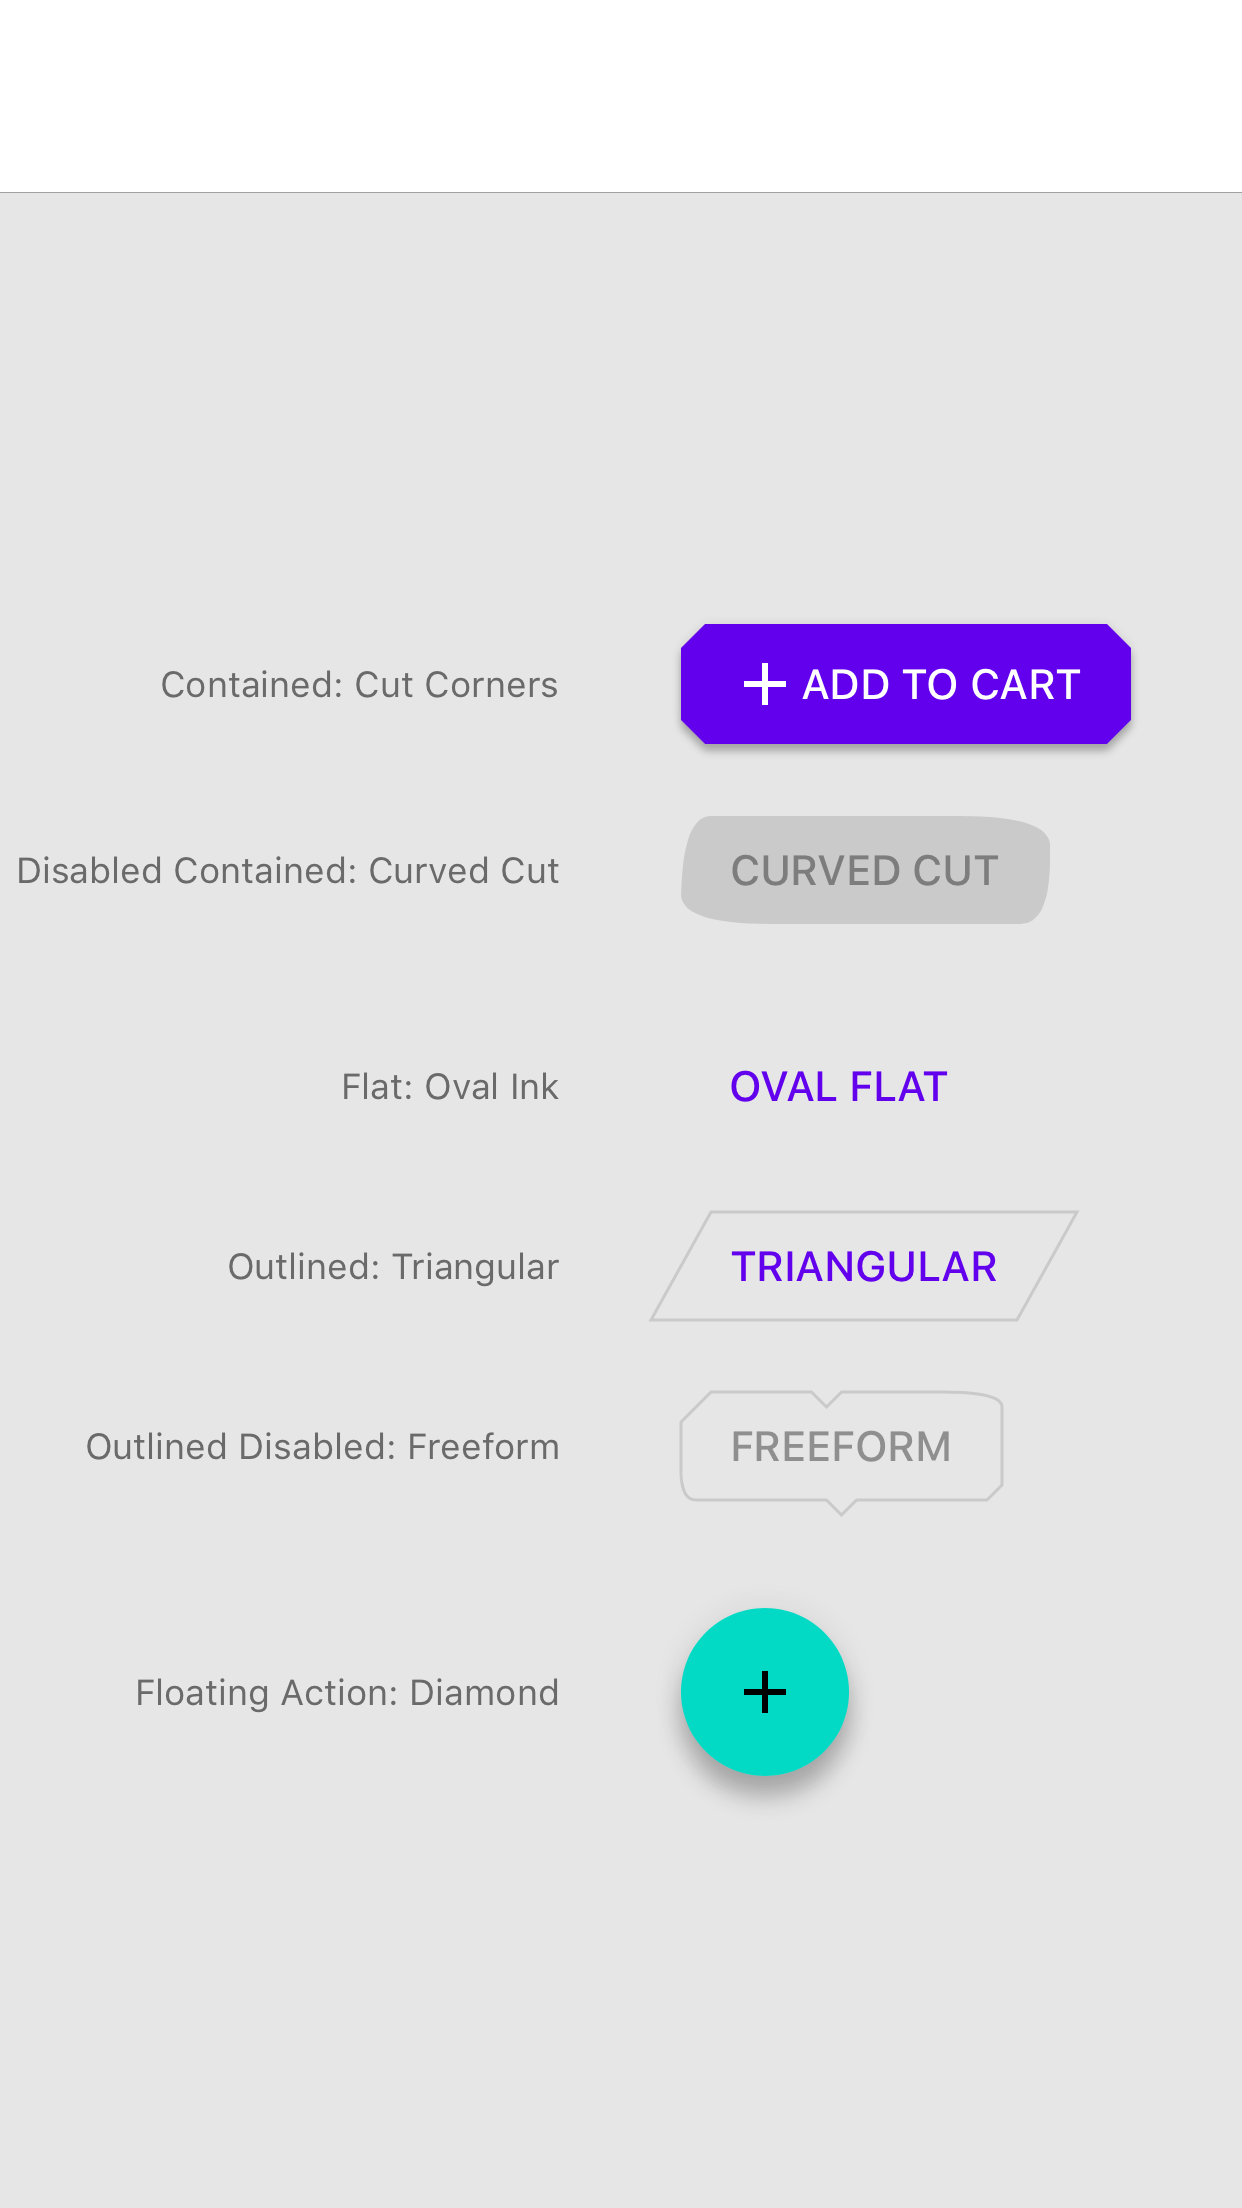 Contained: Cut Corners
ADD TO CART
Disabled Contained: Curved Cut
CURVED CUT
Flat: Oval Ink
OVAL FLAT
Outlined: Triangular
TRIANGULAR
Outlined Disabled: Freeform
FREEFORM
Floating Action: Diamond